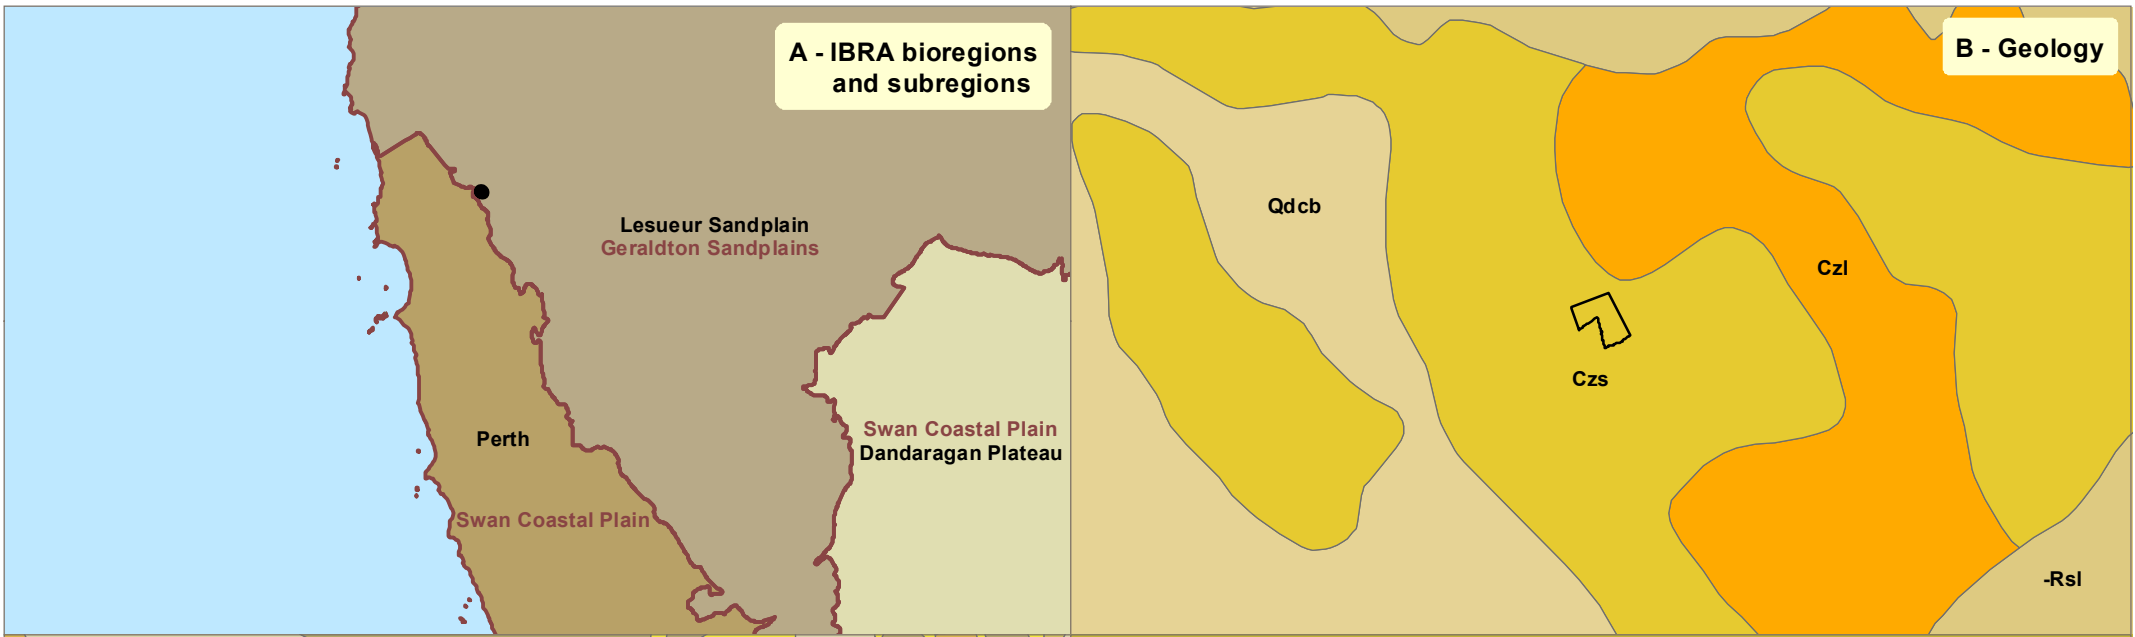 A - IBRA bioregions
and subregions
Lesueur Sandplain
Geraldton Sandplains
Perth
Swan Coastal Plain
Swan Coastal Plain
Dandaragan Plateau
B - Geology
Qdcb
Czl
Czs
-Rsl